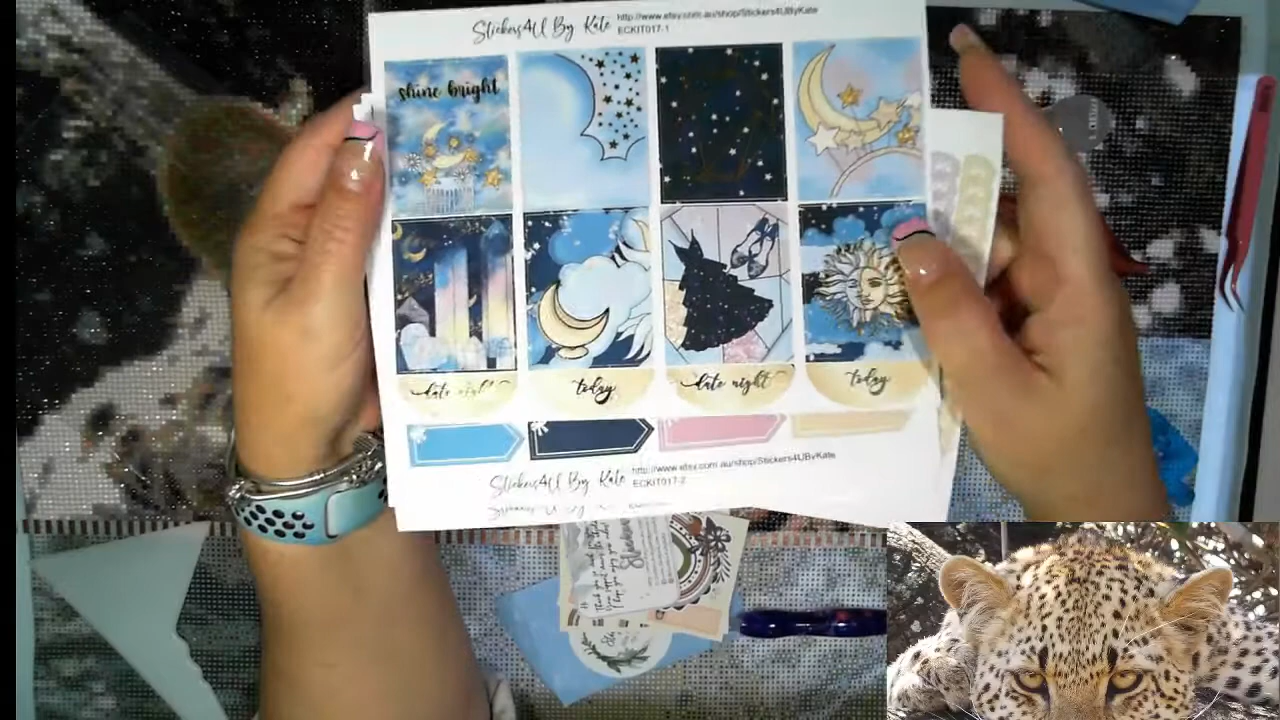 Stickers4U By Kate http://www.etsy.com.au/shop/Stickers4UByKate
ECKIT017-1
shine bright
date night today date night today
Stickers4U By Kate http://www.etsy.com.au/shop/Stickers4UByKate
ECKIT017-2